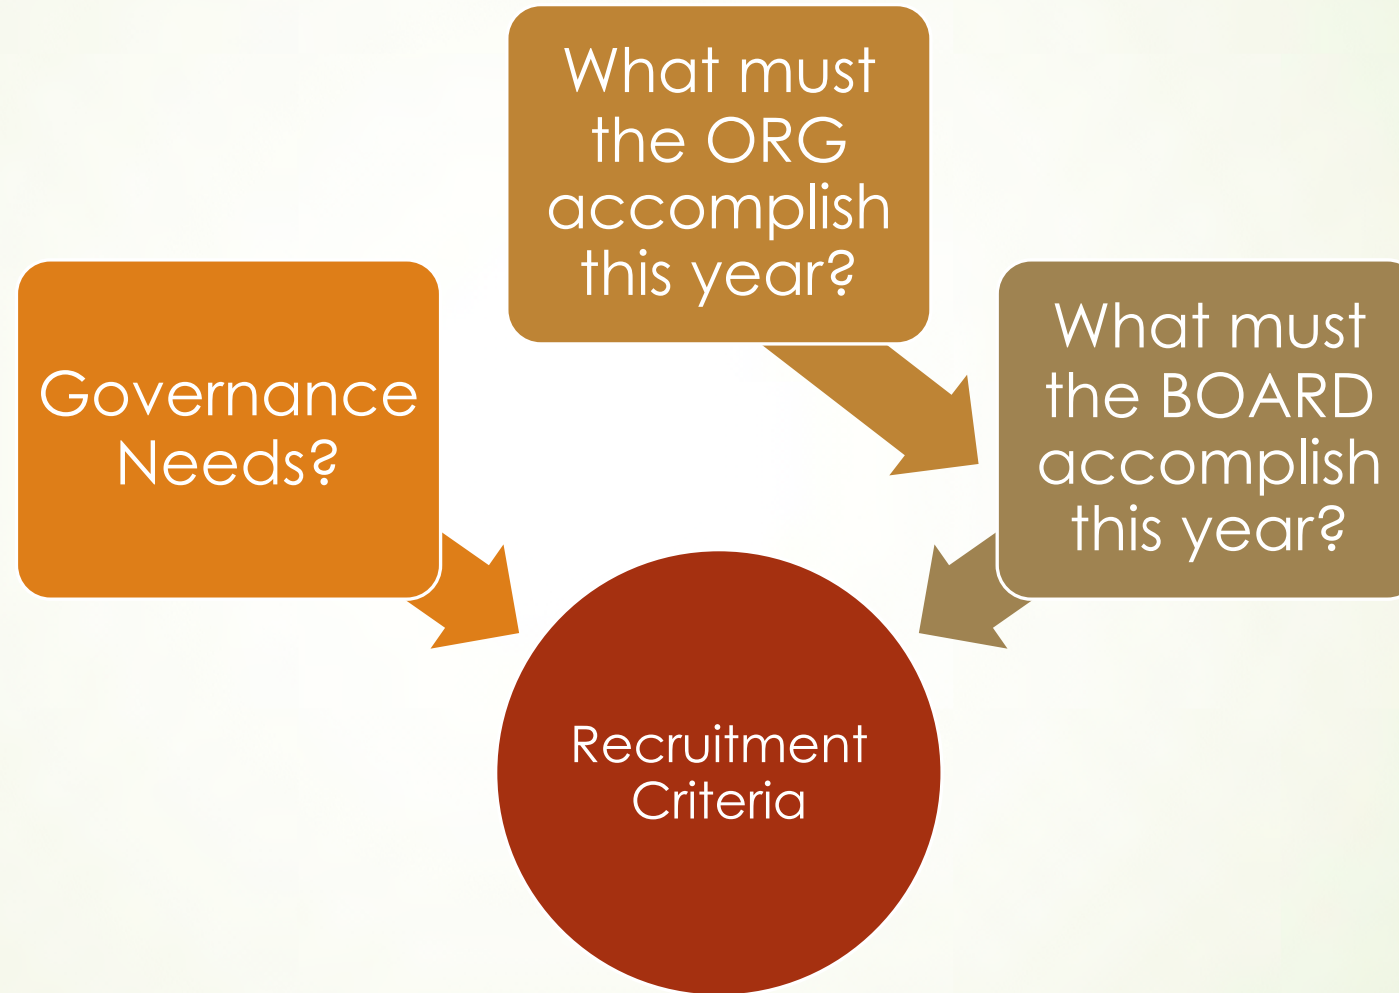 What must
the ORG
accomplish
this year?
Governance
Needs?
What must
the BOARD
accomplish
this year?
Recruitment
Criteria